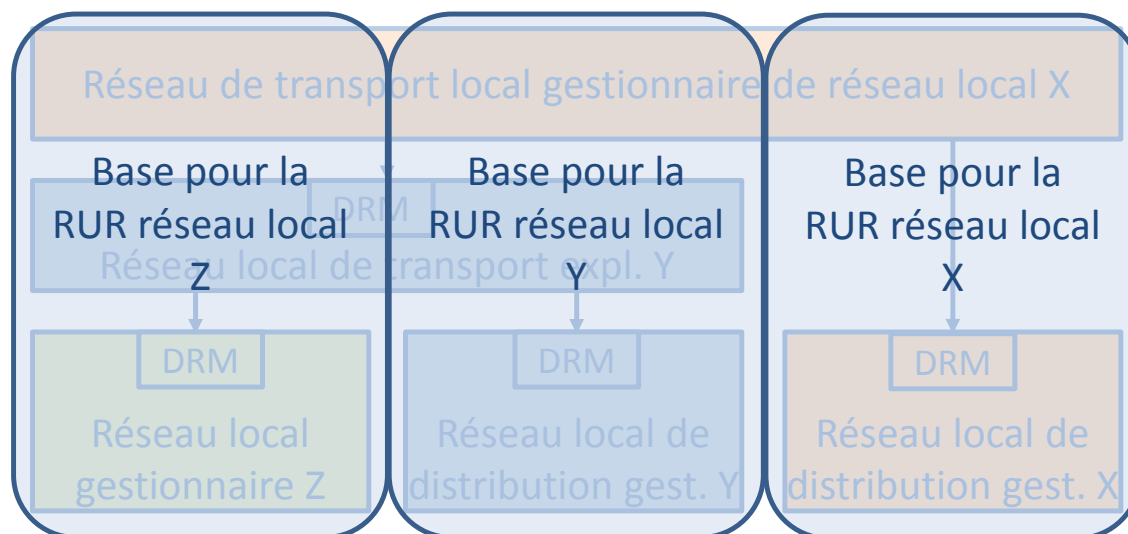 Réseau de transport local gestionnaire de réseau local X
Base pour la
RUR réseau local
Z
Base pour la
RUR réseau local
Y
Base pour la
RUR réseau local
X
DRM
Réseau local de transport expl. Y
DRM
Réseau local
gestionnaire Z
DRM
Réseau local de
distribution gest. Y
DRM
Réseau local de
distribution gest. X